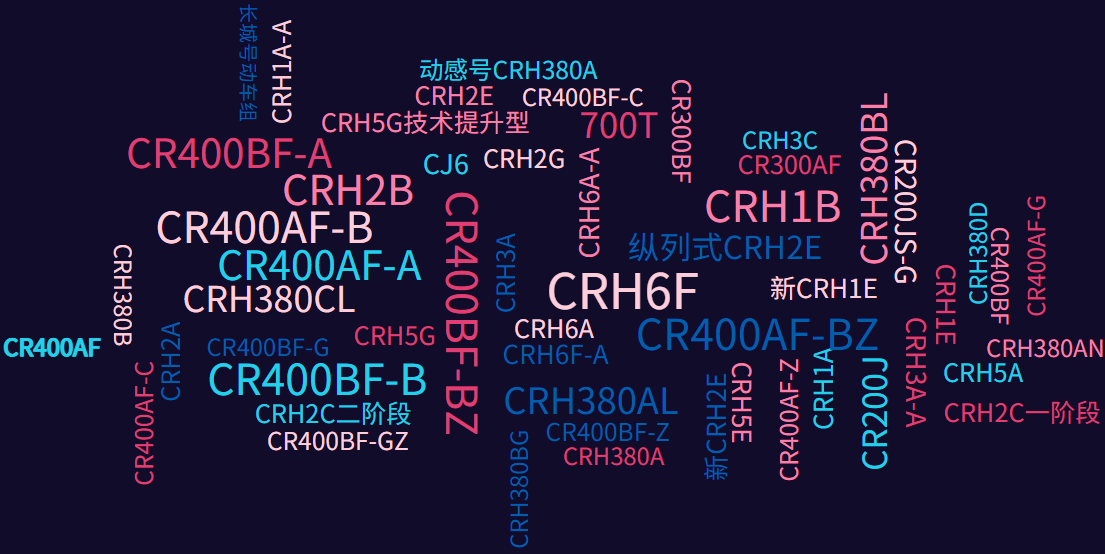 长城号动车组
CRH1A-A
动感号CRH380A
CRH2E
CR400BF-C
CRH5G技术提升型
700T
CR300BF
CRH380BL
CR400BF-A
CJ6
CRH2G
CRH6A-A
CRH3C
CR300AF
CR200JS-G
CRH2B
CR400BF-BZ
CRH1B
CR400AF-B
CRH3A
纵列式CRH2E
CRH380D
CR400BF
CR400AF-G
CRH380B
CR400AF-A
CRH6F
新CRH1E
CRH1E
CRH380CL
CR400AF
CRH2A
CRH5G
CRH6A
CR400AF-BZ
CRH3A-A
CR400BF-G
CRH6F-A
CRH380AN
CR400AF-C
CR400BF-B
CRH380AL
新CRH2E
CRH5E
CR400AF-Z
CRH1A
CR200J
CRH5A
CRH2C二阶段
CRH2C一阶段
CR400BF-GZ
CR400BF-Z
CRH380BG
CRH380A